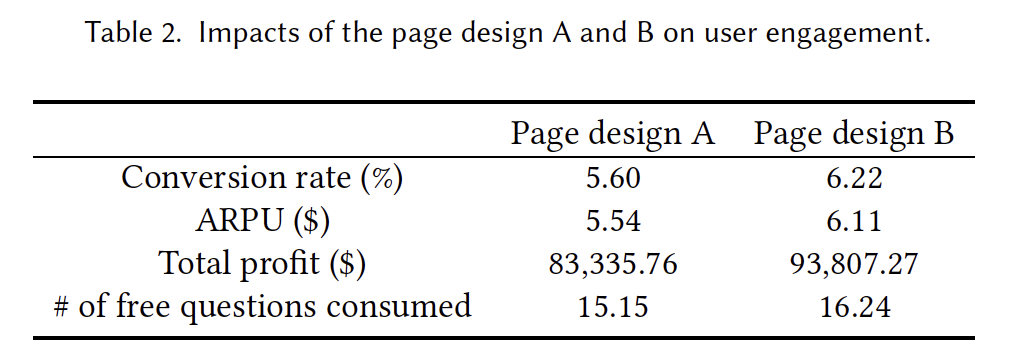 Table 2. Impacts of the page design A and B on user engagement.
Page design A Page design B
Conversion rate (%) 5.60 6.22
ARPU ($) 5.54 6.11
Total profit ($) 83,335.76 93,807.27
# of free questions consumed 15.15 16.24